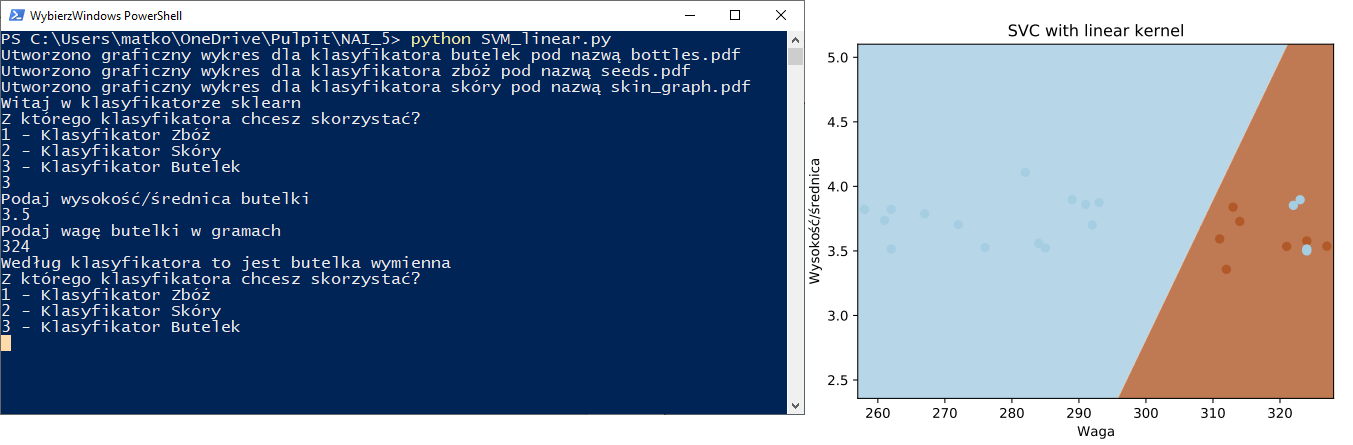 WybierzWindows PowerShell
PS C:\Users\matko\OneDrive\Pulpit\NAI_5> python SVM_linear.py
Utworzono graficzny wykres dla klasyfikatora butelek pod nazwą bottles.pdf
Utworzono graficzny wykres dla klasyfikatora zbóż pod nazwą seeds.pdf
Utworzono graficzny wykres dla klasyfikatora skóry pod nazwą skin_graph.pdf
Witaj w klasyfikatorze sklearn
Z którego klasyfikatora chcesz skorzystać?
1 - Klasyfikator Zbóż
2 - Klasyfikator Skóry
3 - Klasyfikator Butelek
3
Podaj wysokość/średnica butelki
3.5
Podaj wagę butelki w gramach
324
Według klasyfikatora to jest butelka wymienna
Z którego klasyfikatora chcesz skorzystać?
1 - Klasyfikator Zbóż
2 - Klasyfikator Skóry
3 - Klasyfikator Butelek
SVC with linear kernel
Wysokość/średnica
5.0
4.5
4.0
3.5
3.0
2.5
260 270 280 290 300 310 320
Waga